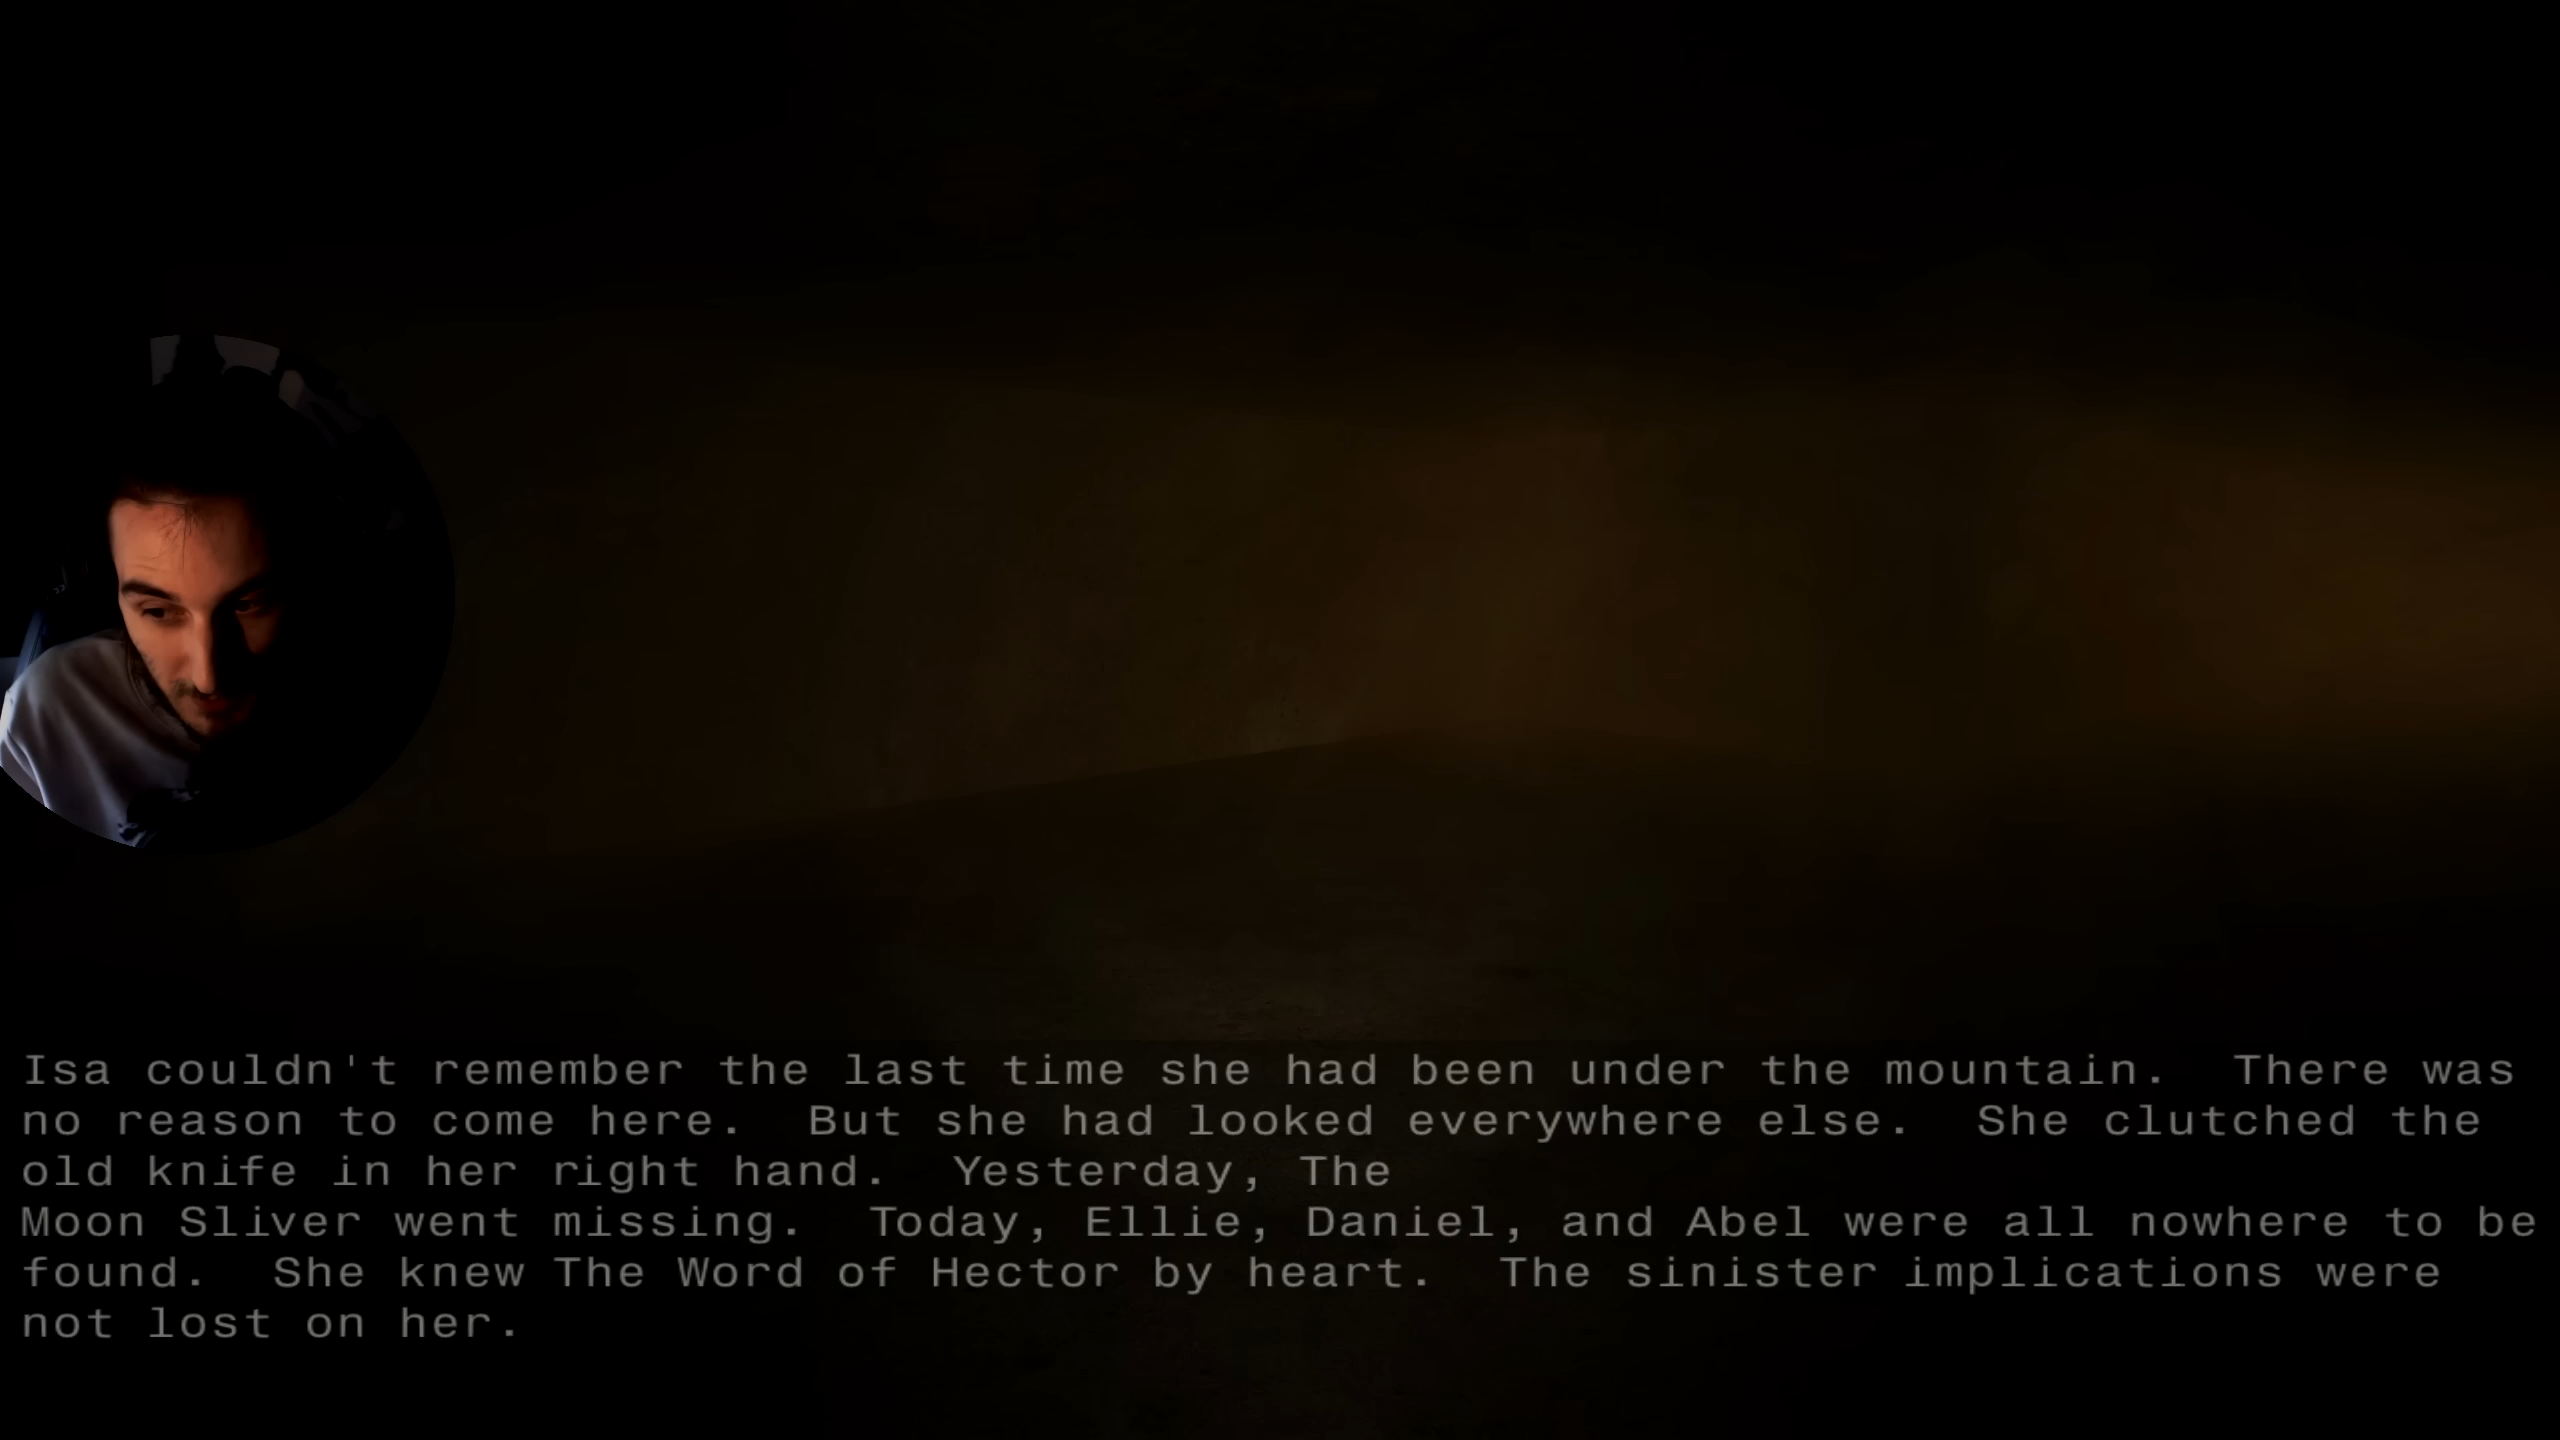 Isa couldn't remember the last time she had been under the mountain.  There was
no reason to come here.  But she had looked everywhere else.  She clutched the
old knife in her right hand.  Yesterday, The
Moon Sliver went missing.  Today, Ellie, Daniel, and Abel were all nowhere to be
found.  She knew The Word of Hector by heart.  The sinister implications were
not lost on her.